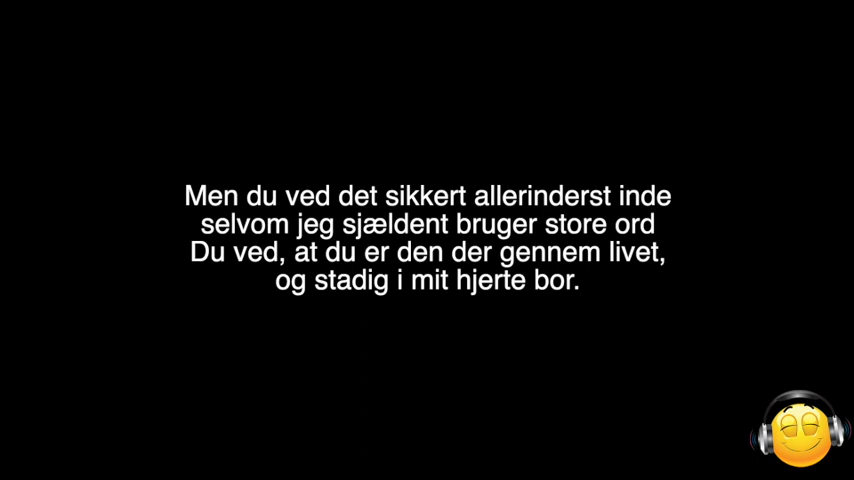 Men du ved det sikkert allerinderst inde
selvom jeg sjældent bruger store ord
Du ved, at du er den der gennem livet,
og stadig i mit hjerte bor.